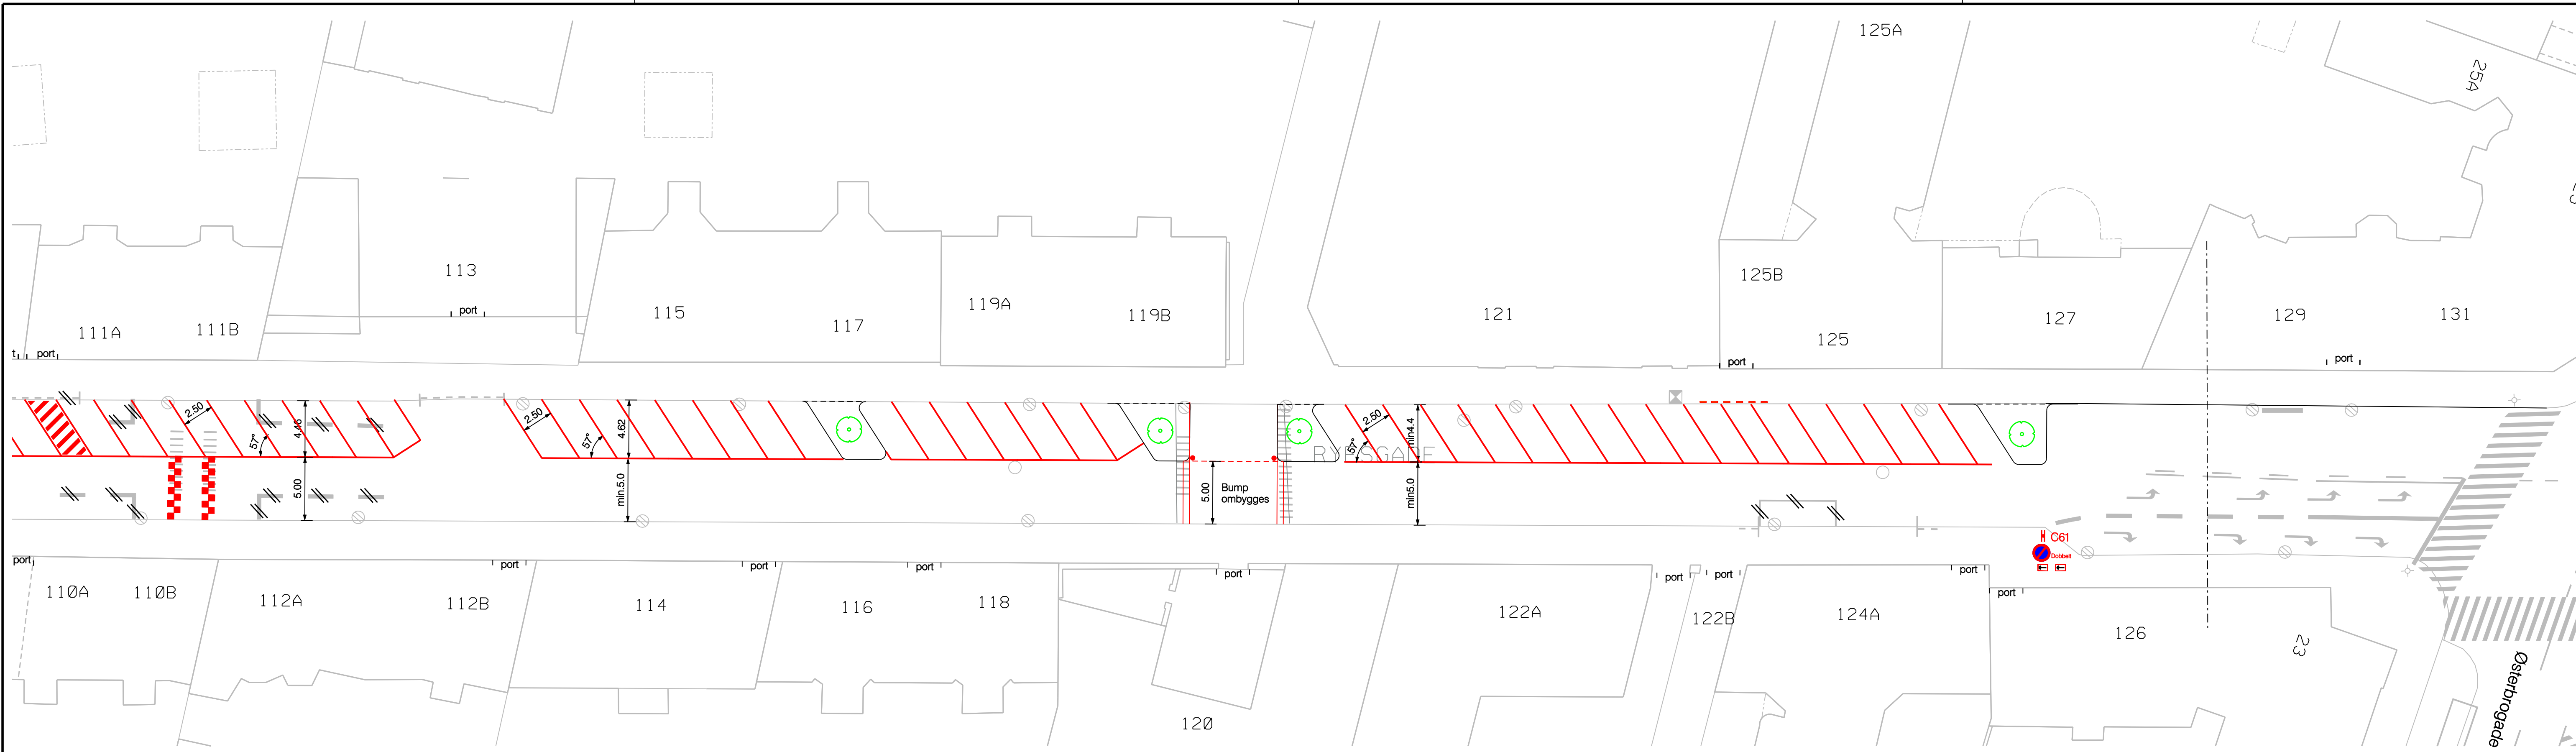 125A
25A
113
125B
111A
111B
port
115
117
119A
119B
121
125
127
129
131
t
port
port
port
2.50
57°
4.46
5.00
2.50
57°
4.62
min.5.0
5.00
Bump
ombygges
2.50
57°
min4.4
RYESGADE
min5.0
C61
Dobbelt
port
port
port
port
port
port
port
port
port
110A
110B
112A
112B
114
116
118
120
122A
122B
124A
126
23
Østerbrogade